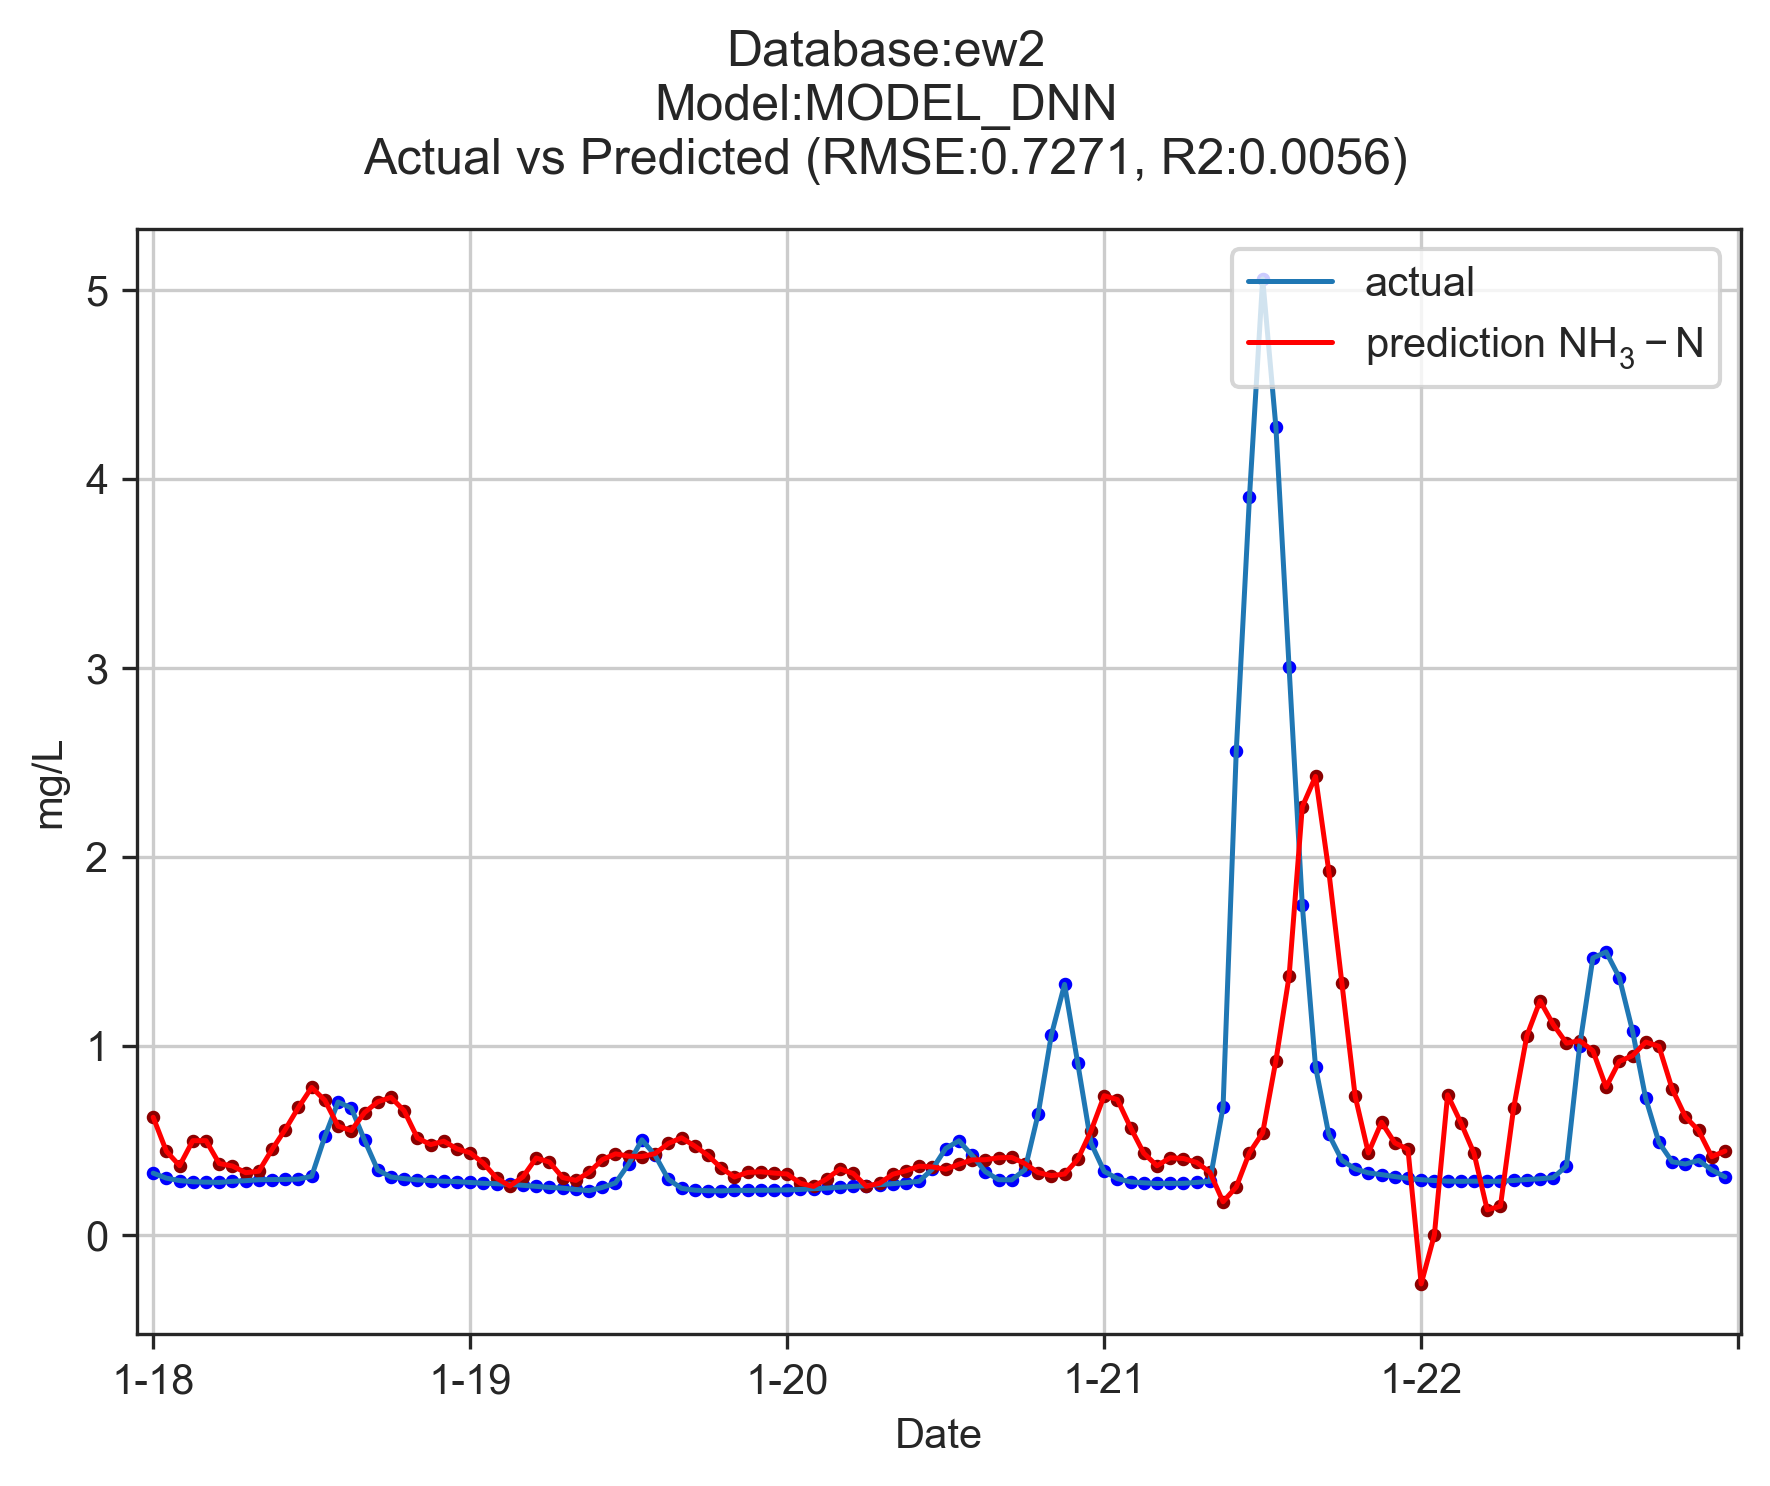 Database:ew2
Model:MODEL_DNN
Actual vs Predicted (RMSE:0.7271, R2:0.0056)
actual
prediction NH₃ − N
5
4
3
2
1
0
mg/L
1-18 1-19 1-20 1-21 1-22
Date